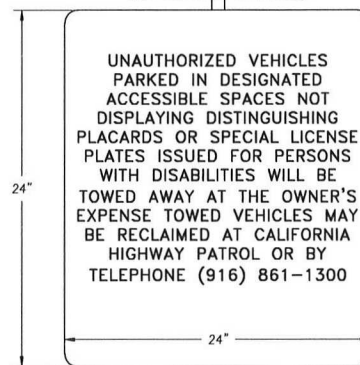 UNAUTHORIZED VEHICLES
PARKED IN DESIGNATED
ACCESSIBLE SPACES NOT
DISPLAYING DISTINGUISHING
PLACARDS OR SPECIAL LICENSE
PLATES ISSUED FOR PERSONS
WITH DISABILITIES WILL BE
24" TOWED AWAY AT THE OWNER'S
EXPENSE TOWED VEHICLES MAY
BE RECLAIMED AT CALIFORNIA
HIGHWAY PATROL OR BY
TELEPHONE (916) 861-1300
24"